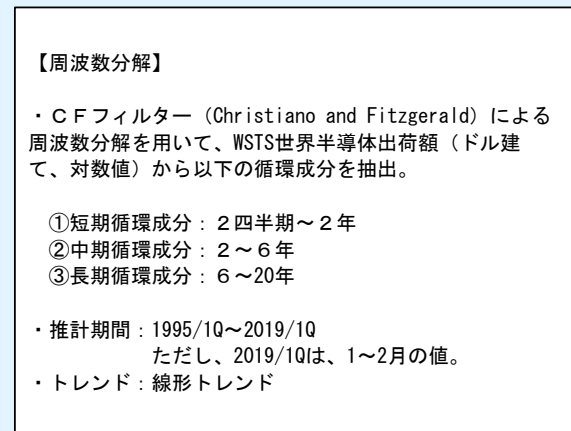 【周波数分解】
・ＣＦフィルター（Christiano and Fitzgerald）による
周波数分解を用いて、WSTS世界半導体出荷額（ドル建
て、対数値）から以下の循環成分を抽出。
①短期循環成分：２四半期～２年
②中期循環成分：２～６年
③長期循環成分：６～20年
・推計期間：1995/1Q～2019/1Q
ただし、2019/1Qは、1～2月の値。
・トレンド：線形トレンド